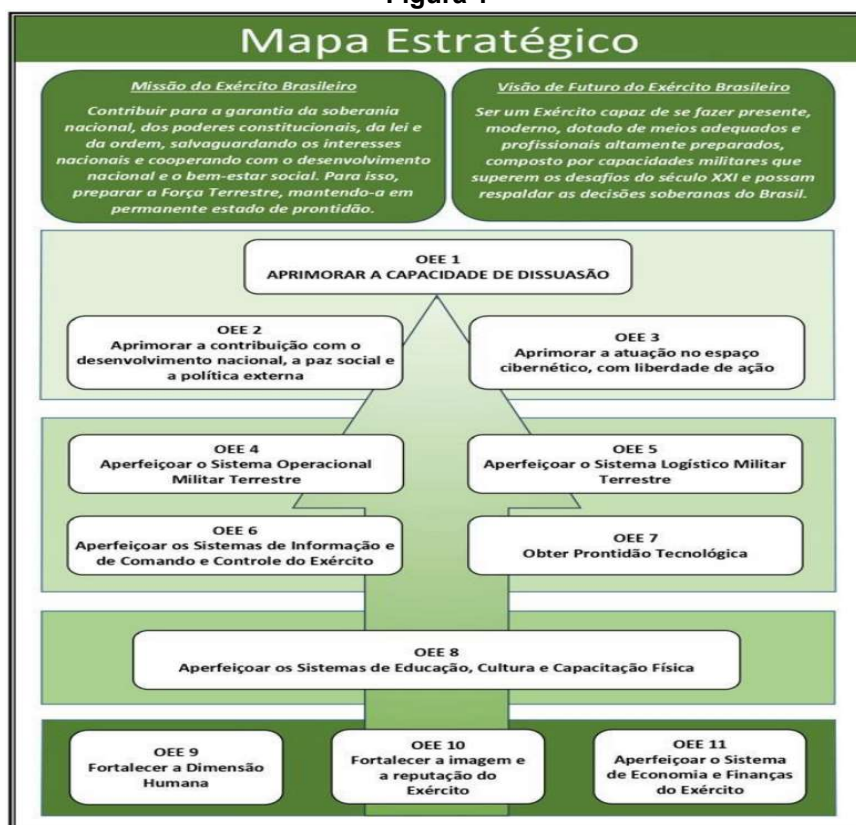 Mapa Estratégico
Missão do Exército Brasileiro
Contribuir para a garantia da soberania
nacional, dos poderes constitucionais, da lei e
da ordem, salvaguardando os interesses
nacionais e cooperando com o desenvolvimento
nacional e o bem-estar social. Para isso,
preparar a Força Terrestre, mantendo-a em
permanente estado de prontidão.
Visão de Futuro do Exército Brasileiro
Ser um Exército capaz de se fazer presente,
moderno, dotado de meios adequados e
profissionais altamente preparados,
composto por capacidades militares que
superem os desafios do século XXI e possam
respaldar as decisões soberanas do Brasil.
OEE 1
APRIMORAR A CAPACIDADE DE DISSUASÃO
OEE 2
Aprimorar a contribuição com o
desenvolvimento nacional, a paz social e
a política externa
OEE 3
Aprimorar a atuação no espaço
cibernético, com liberdade de ação
OEE 4
Aperfeiçoar o Sistema Operacional
Militar Terrestre
OEE 5
Aperfeiçoar o Sistema Logístico Militar
Terrestre
OEE 6
Aperfeiçoar os Sistemas de Informação e
de Comando e Controle do Exército
OEE 7
Obter Prontidão Tecnológica
OEE 8
Aperfeiçoar os Sistemas de Educação, Cultura e Capacitação Física
OEE 9
Fortalecer a Dimensão
Humana
OEE 10
Fortalecer a imagem e
a reputação do
Exército
OEE 11
Aperfeiçoar o Sistema
de Economia e Finanças
do Exército